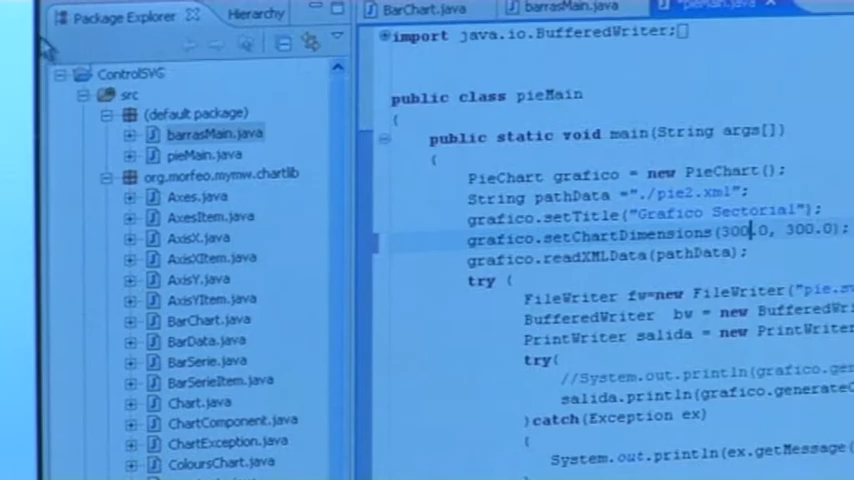 Package Explorer
Hierarchy
ControlSVG
src
(default package)
barrasMain.java
pieMain.java
org.morfeo.mymw.chartlib
Axes.java
AxesItem.java
AxisX.java
AxisXItem.java
AxisY.java
AxisYItem.java
BarChart.java
BarData.java
BarSerie.java
BarSerieItem.java
Chart.java
ChartComponent.java
ChartException.java
ColoursChart.java
BarChart.java
barrasMain.java
*pieMain.java
import java.io.BufferedWriter;
public class pieMain
{
public static void main(String args[])
{
PieChart grafico = new PieChart();
String pathData ="./pie2.xml";
grafico.setTitle("Grafico Sectorial");
grafico.setChartDimensions(300.0, 300.0);
grafico.readXMLData(pathData);
try {
FileWriter fw=new FileWriter("pie.sv
BufferedWriter bw = new BufferedWr
PrintWriter salida = new PrintWriter
try{
//System.out.println(grafico.gen
salida.println(grafico.generateC
}catch(Exception ex)
{
System.out.println(ex.getMessage(